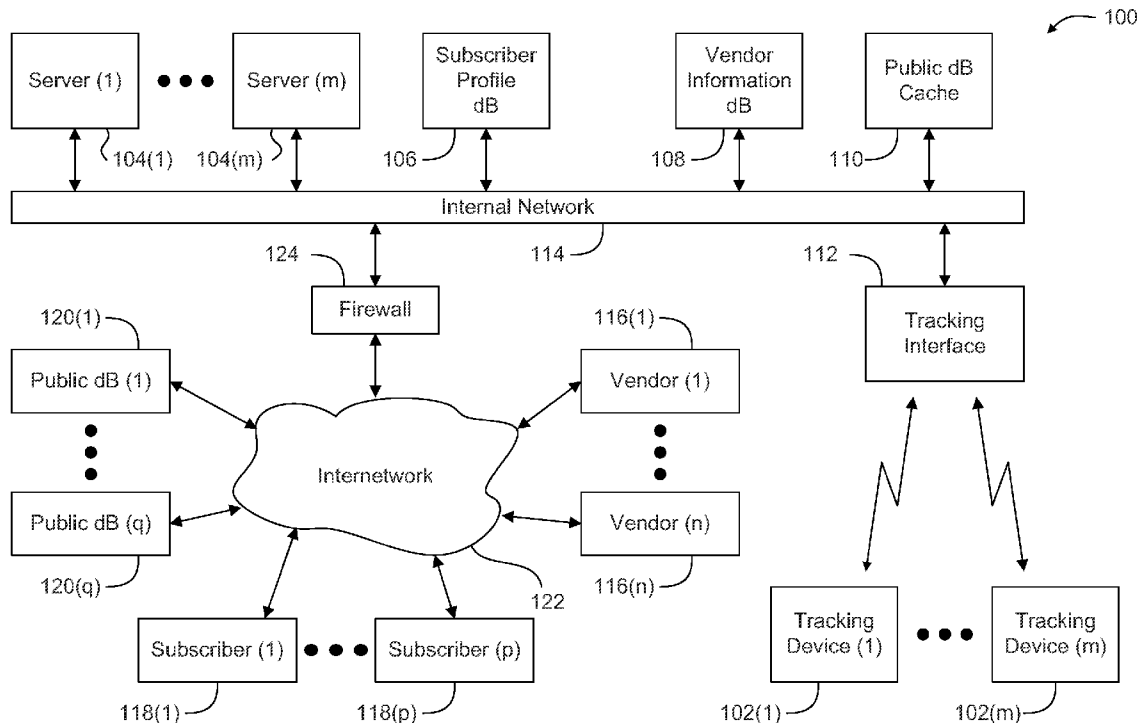 100
Server (1)
Server (m)
Subscriber
Profile
dB
Vendor
Information
dB
Public dB
Cache
104(1)
104(m)
106
108
110
Internal Network
124
114
112
Firewall
Tracking
Interface
120(1)
116(1)
Public dB (1)
Vendor (1)
Internetwork
Public dB (q)
Vendor (n)
120(q)
122
116(n)
Subscriber (1)
Subscriber (p)
Tracking
Device (1)
Tracking
Device (m)
118(1)
118(p)
102(1)
102(m)